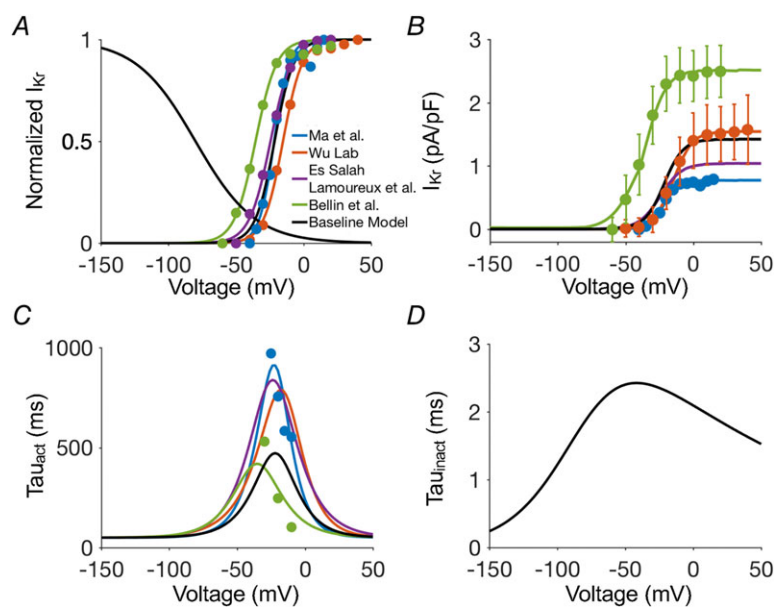 A
Normalized IKr
1
0.5
0
Ma et al.
Wu Lab
Es Salah
Lamoureux et al.
Bellin et al.
Baseline Model
-150 -100 -50 0 50
Voltage (mV)
B
IKr (pA/pF)
3
2
1
0
-150 -100 -50 0 50
Voltage (mV)
C
Tauact (ms)
1000
500
0
-150 -100 -50 0 50
Voltage (mV)
D
Tauinact (ms)
3
2
1
0
-150 -100 -50 0 50
Voltage (mV)